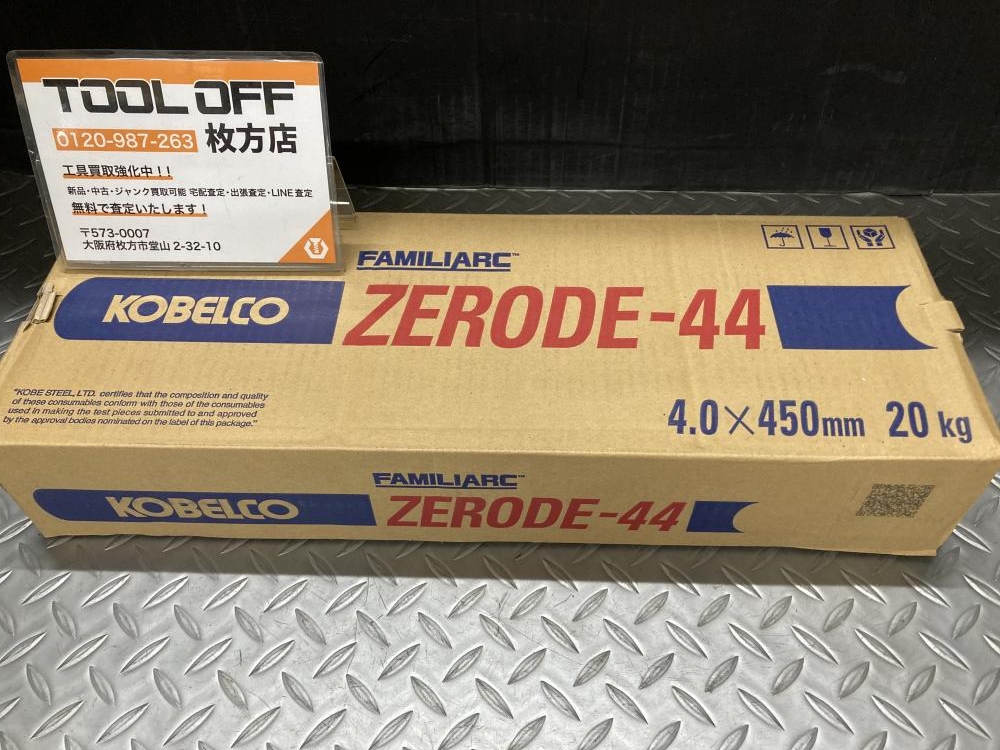 TOOL OFF
0120-987-263 枚方店
工具買取強化中！！
新品・中古・ジャンク買取可能 宅配査定・出張査定・LINE査定
無料で査定いたします！
〒573-0007
大阪府枚方市堂山 2-32-10
FAMILIARC™
KOBELCO ZERODE-44
"KOBE STEEL, LTD. certifies that the composition and quality
of these consumables conform with those of the consumables
used in making the test pieces submitted to and approved
by the approval bodies nominated on the label of this package."
4.0×450mm 20kg
FAMILIARC™
KOBELCO ZERODE-44